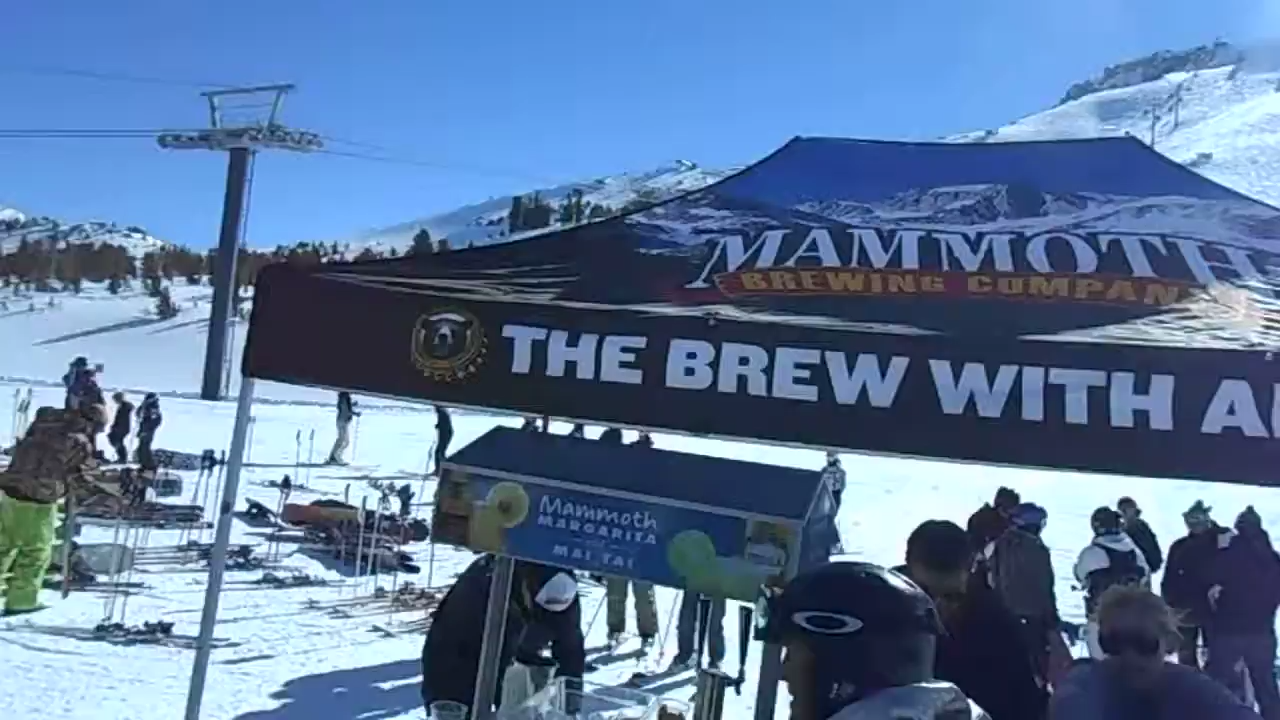 MAMMOTH
BREWING COMPAN
THE BREW WITH A
Mammoth
MARGARITA
MAI TAI